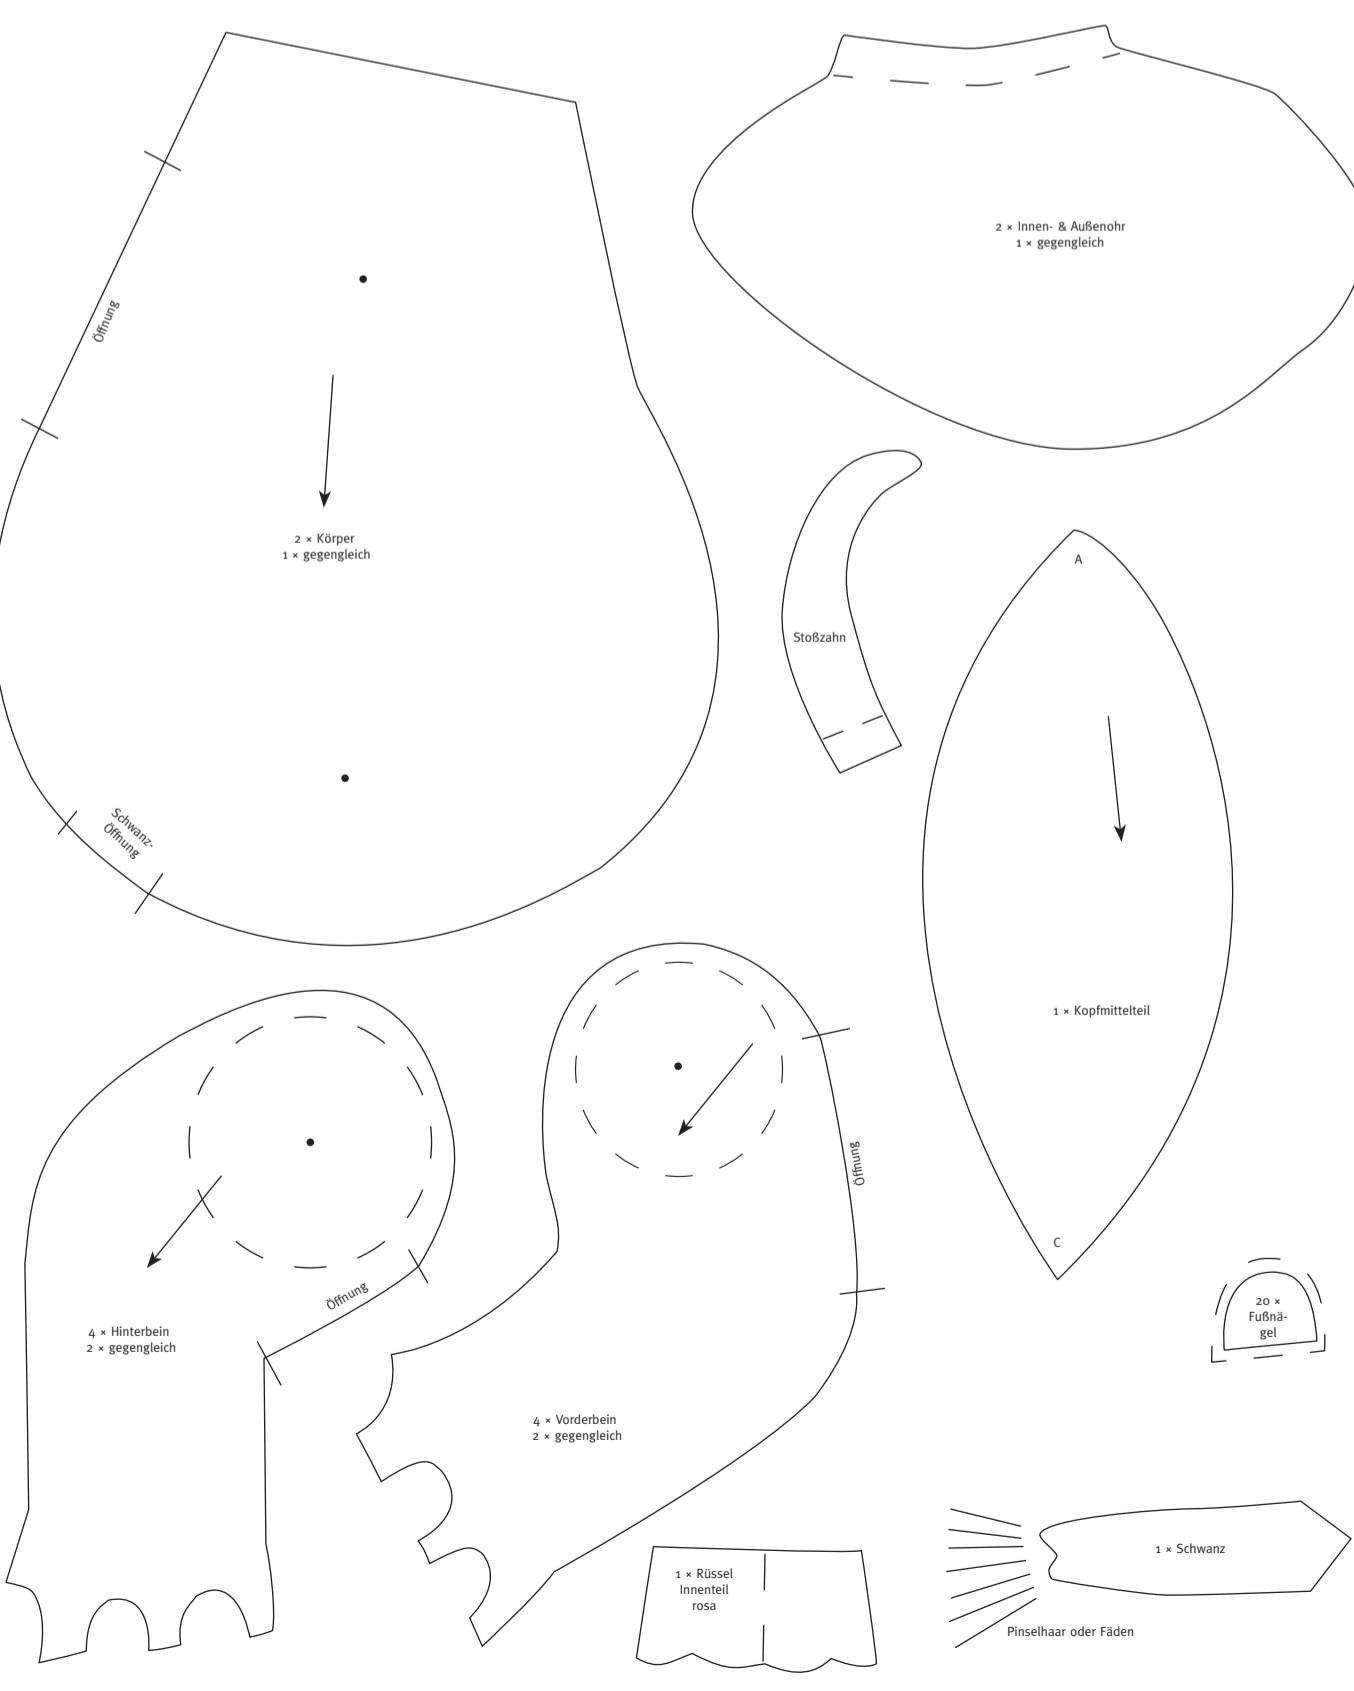 2 × Innen- & Außenohr
1 × gegengleich
Öffnung
2 × Körper
1 × gegengleich
A
Stoßzahn
Schwanz-
Öffnung
1 × Kopfmittelteil
Öffnung
C
Öffnung
4 × Hinterbein
2 × gegengleich
20 ×
Fußnä-
gel
4 × Vorderbein
2 × gegengleich
1 × Rüssel
Innenteil
rosa
1 × Schwanz
Pinselhaar oder Fäden